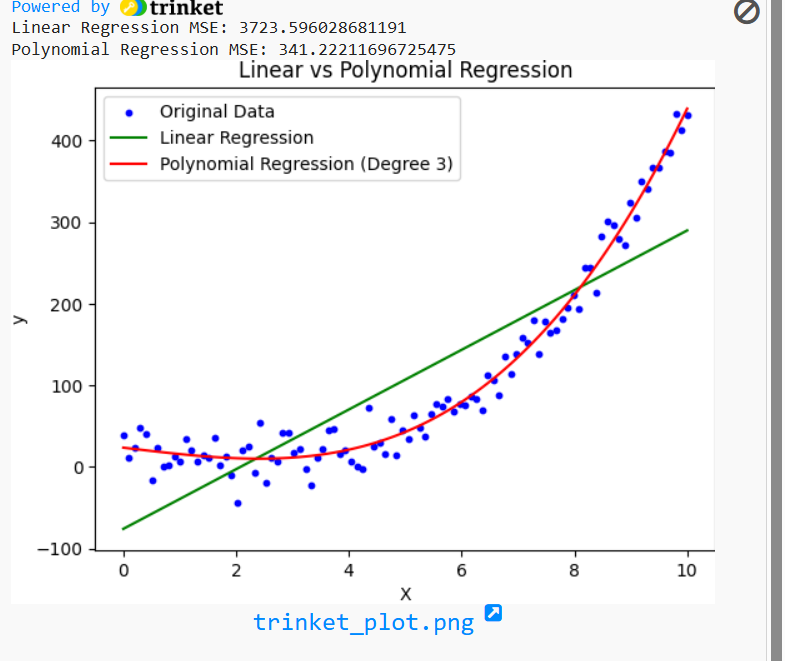 Powered by trinket
Linear Regression MSE: 3723.596028681191
Polynomial Regression MSE: 341.22211696725475
Linear vs Polynomial Regression
Original Data
Linear Regression
Polynomial Regression (Degree 3)
400
300
200
100
0
−100
y
0 2 4 6 8 10
X
trinket_plot.png